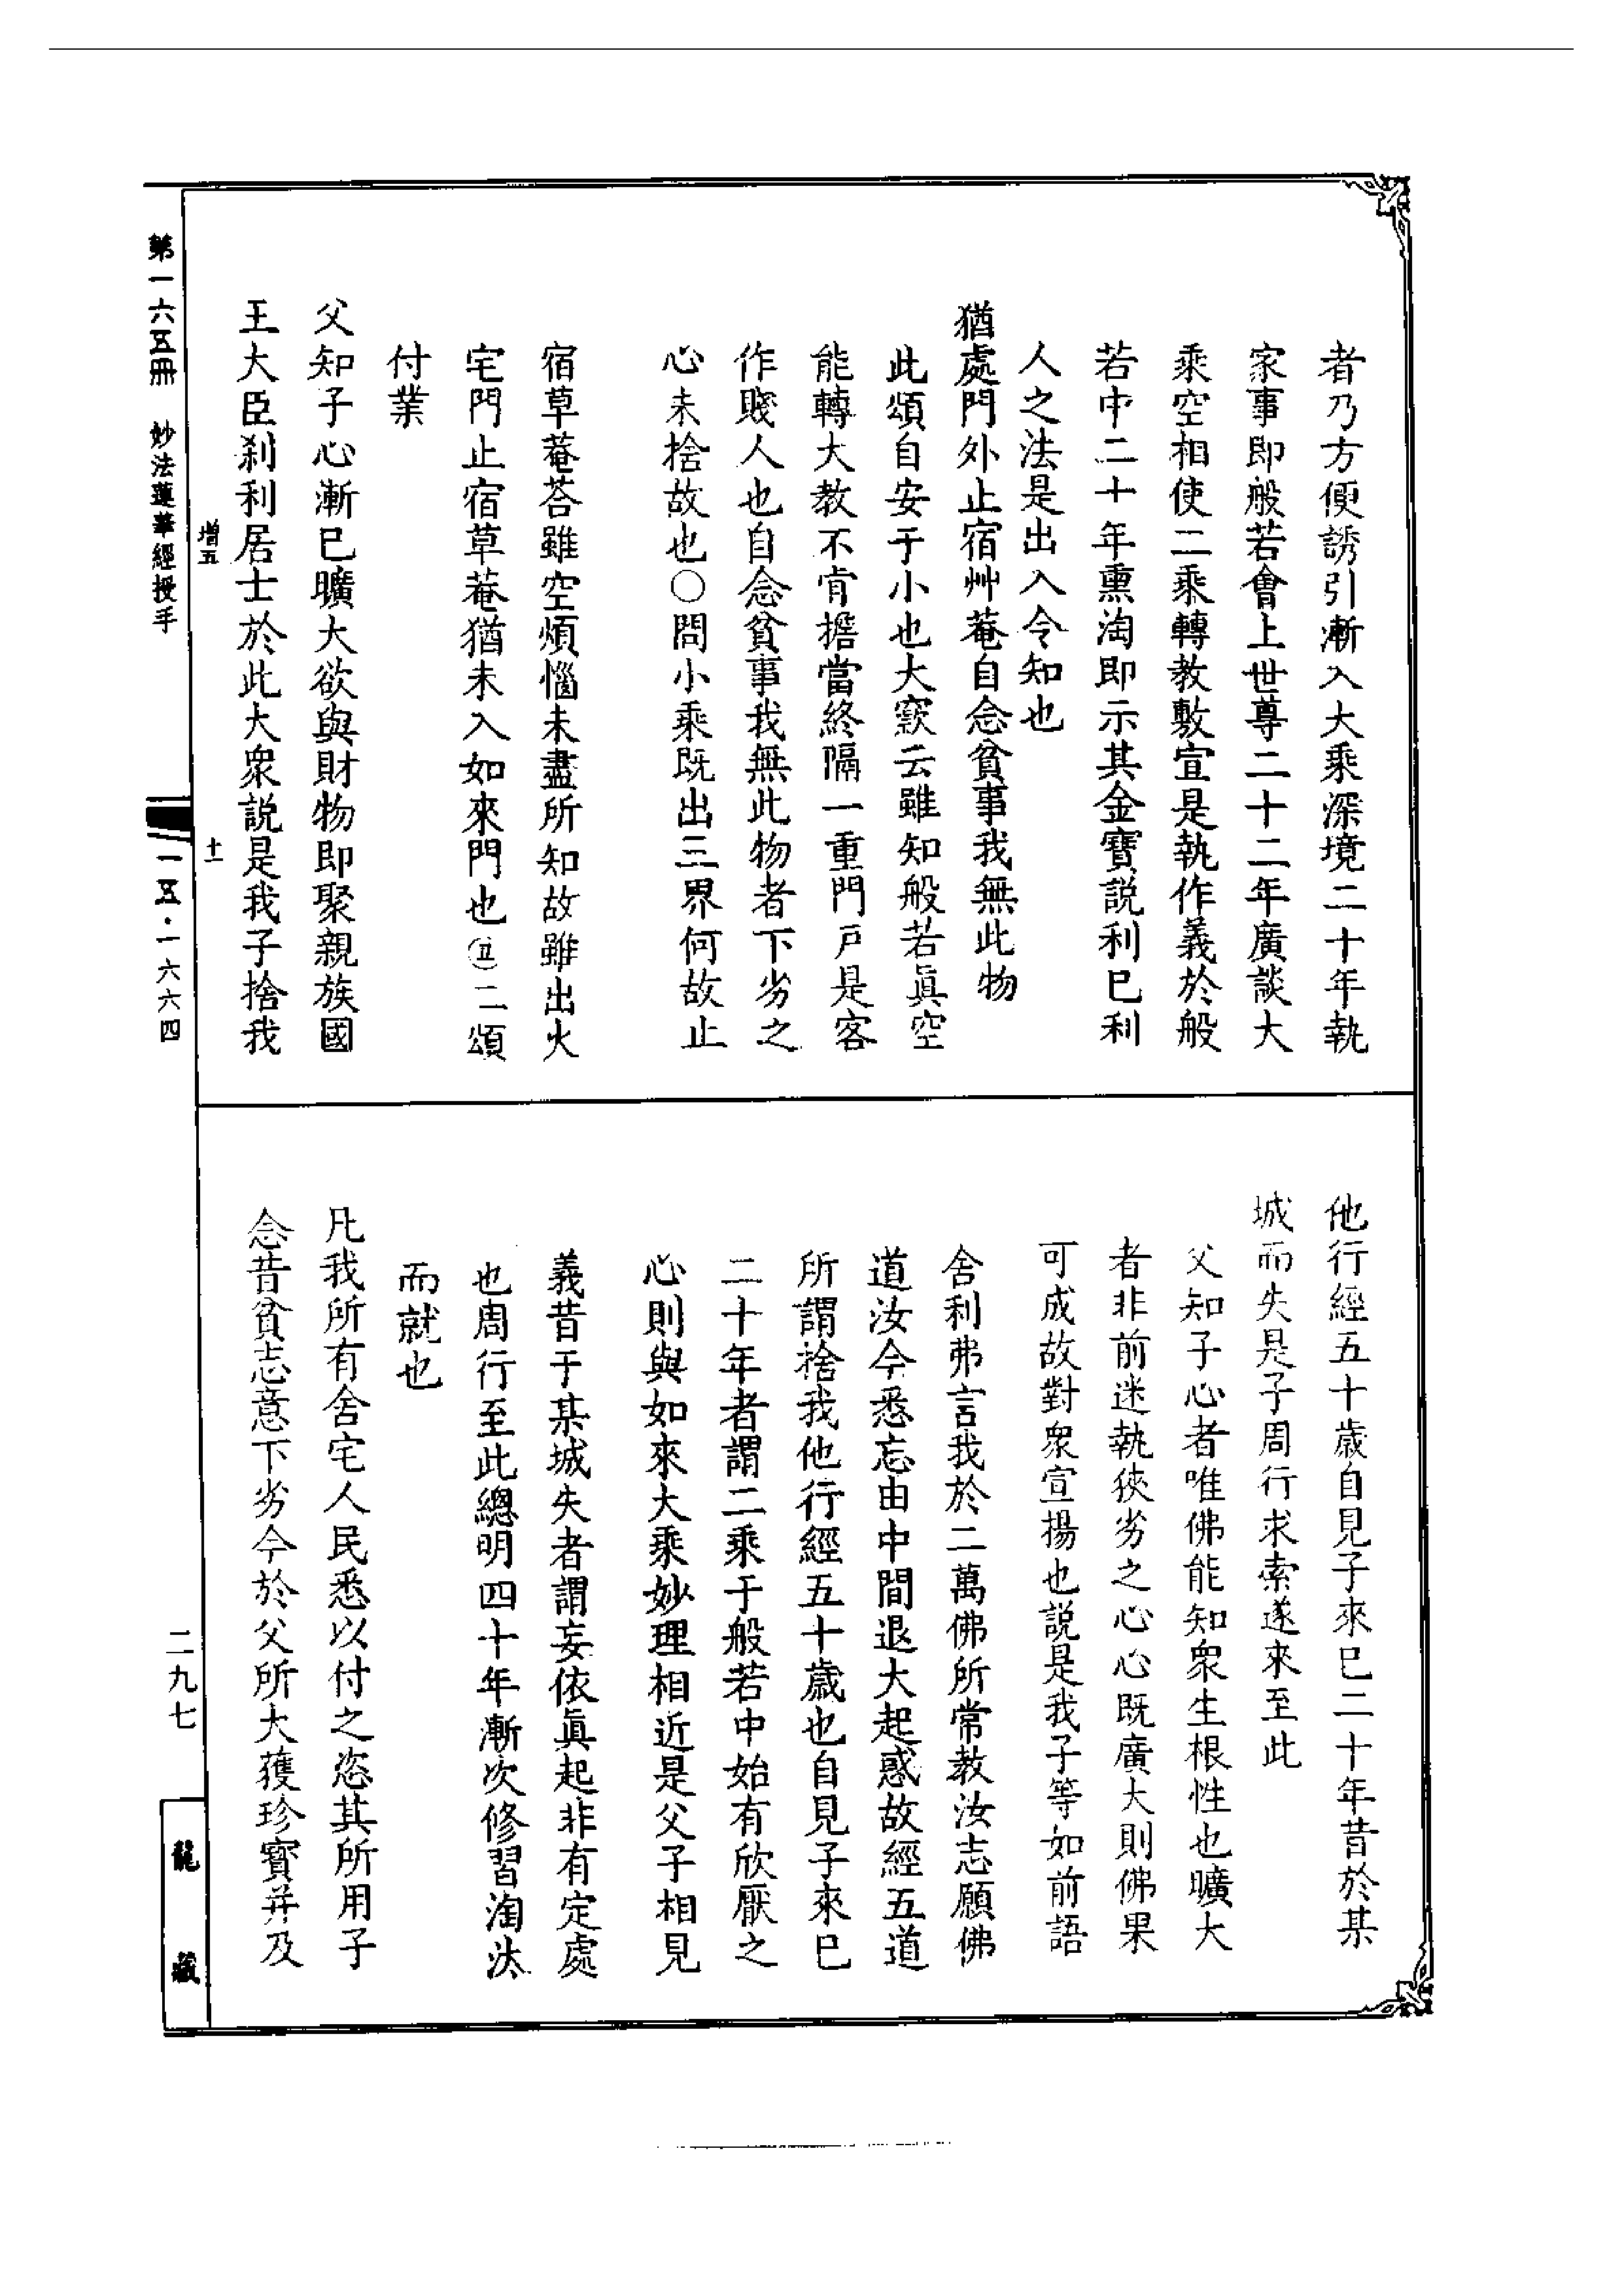 者乃方便誘引漸入大乘深境二十年執
家事即般若會上世尊二十二年廣談大
乘空相使二乘轉教敷宣是執作義於般
若中二十年熏淘即示其金寶説利已利
人之法是出入令知也
猶處門外止宿艸菴自念貧事我無此物
此頌自安于小也大窾云雖知般若眞空
能轉大教不肯擔當終隔一重門戸是客
作賤人也自念貧事我無此物者下劣之
心未捨故也〇問小乘既出三界何故止
宿草菴荅雖空煩惱未盡所知故雖出火
宅門止宿草菴猶未入如來門也㊄二頌
付業
父知子心漸已曠大欲與財物即聚親族國
王大臣刹利居士於此大衆説是我子捨我
他行經五十歲自見子來已二十年昔於某
城而失是子周行求索遂來至此
父知子心者唯佛能知衆生根性也曠大
者非前迷執狹劣之心心既廣大則佛果
可成故對衆宣揚也説是我子等如前語
舍利弗言我於二萬佛所常教汝志願佛
道汝今悉忘由中間退大起惑故經五道
所謂捨我他行經五十歲也自見子來已
二十年者謂二乘于般若中始有欣厭之
心則與如來大乘妙理相近是父子相見
義昔于某城失者謂妄依眞起非有定處
也周行至此總明四十年漸次修習淘汰
而就也
凡我所有舍宅人民悉以付之恣其所用子
念昔貧志意下劣今於父所大獲珍寶并及
增五
十一
第一六五冊　妙法蓮華經授手
一五·一六六四
二九七
龍藏